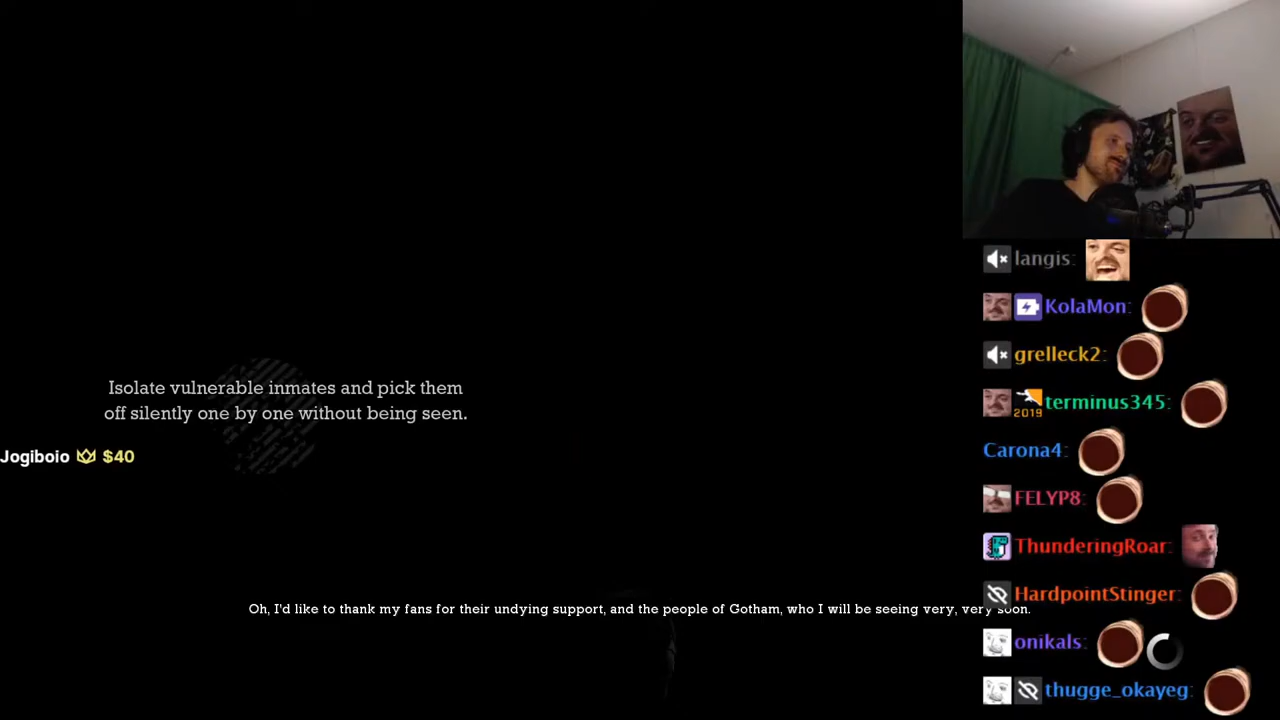 langis:
KolaMon:
grelleck2:
2019 terminus345:
Carona4:
FELYP8:
ThunderingRoar:
HardpointStinger:
onikals:
thugge_okayeg:
Isolate vulnerable inmates and pick them
off silently one by one without being seen.
Jogiboio $40
Oh, I'd like to thank my fans for their undying support, and the people of Gotham, who I will be seeing very, very soon.